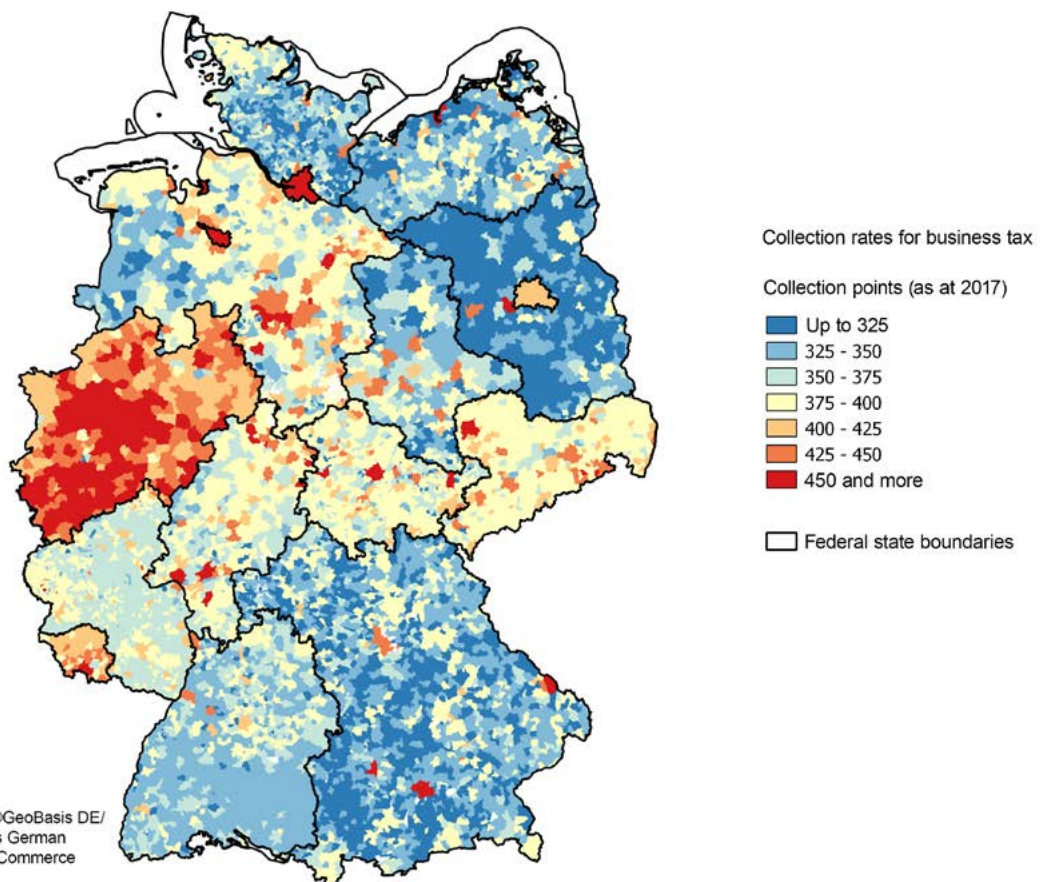 Collection rates for business tax
Collection points (as at 2017)
Up to 325
325 - 350
350 - 375
375 - 400
400 - 425
425 - 450
450 and more
Federal state boundaries
GeoBasis DE/
German
Commerce